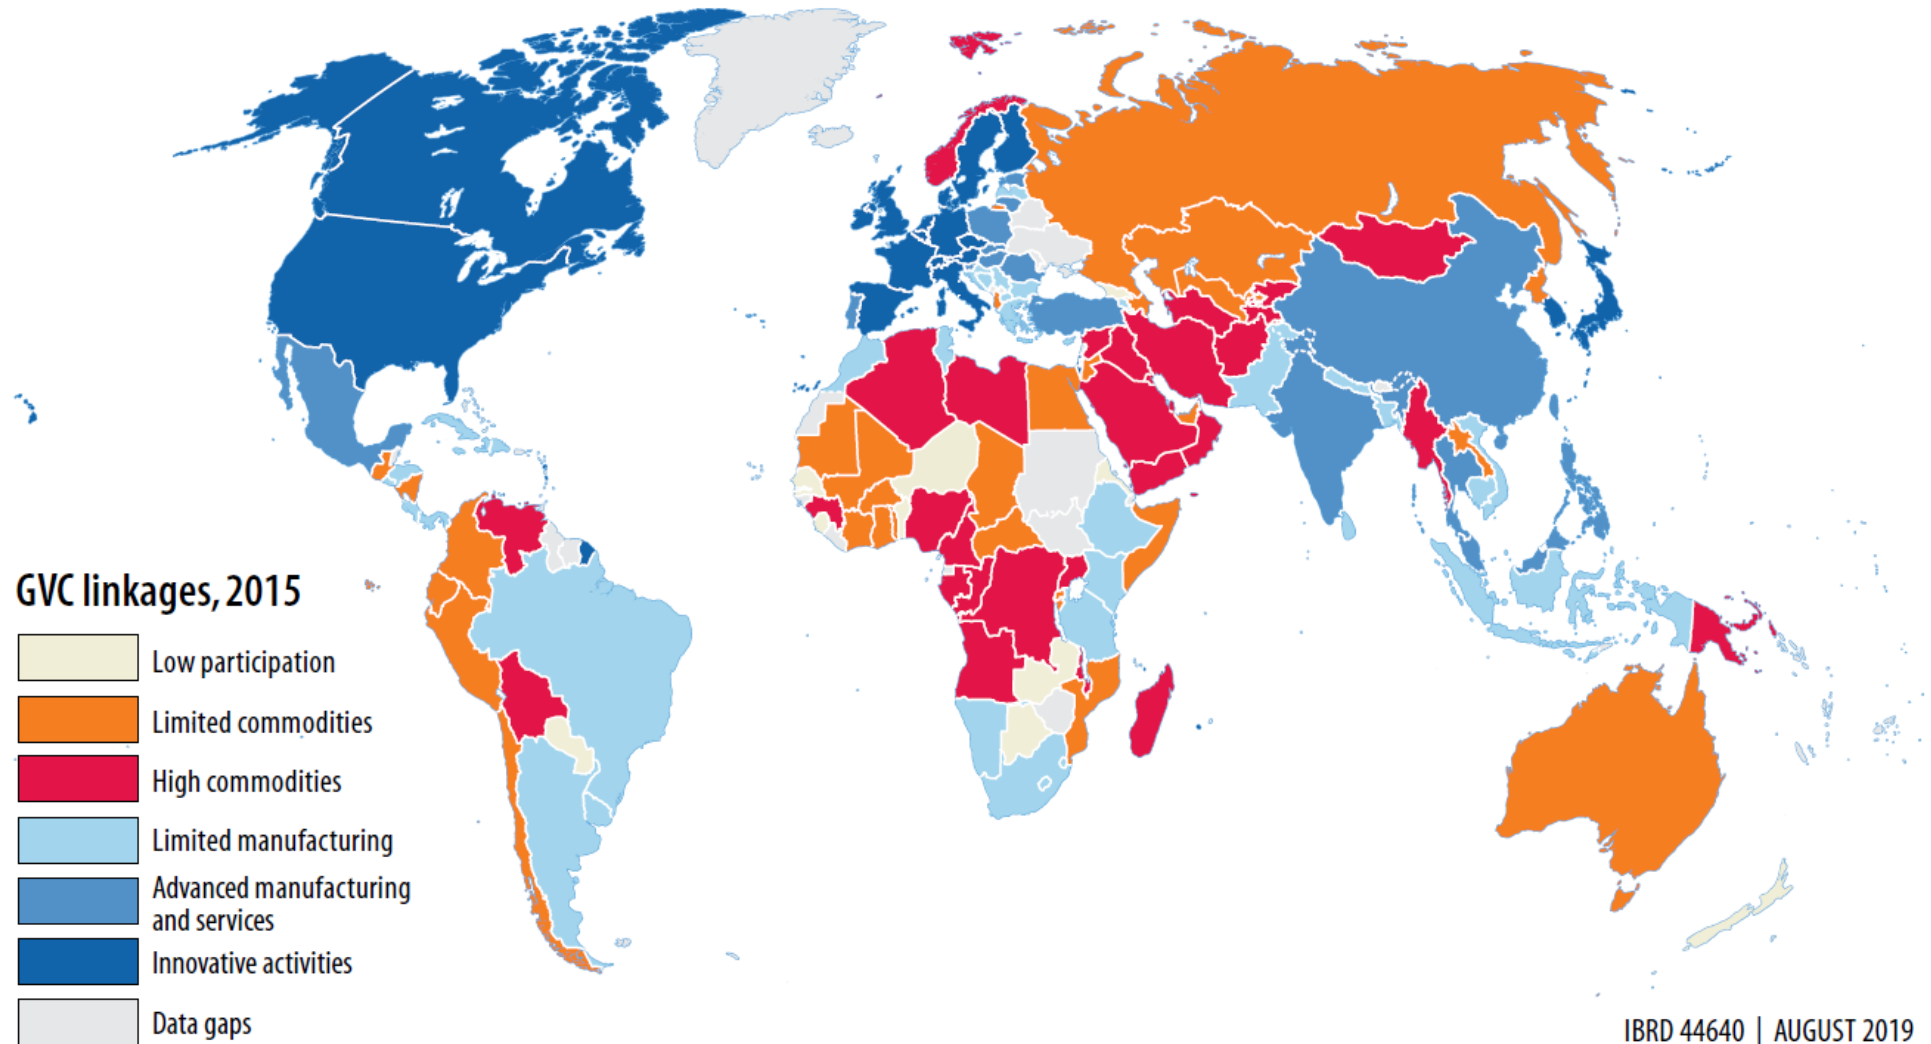 GVC linkages, 2015
Low participation
Limited commodities
High commodities
Limited manufacturing
Advanced manufacturing
and services
Innovative activities
Data gaps
IBRD 44640 | AUGUST 2019